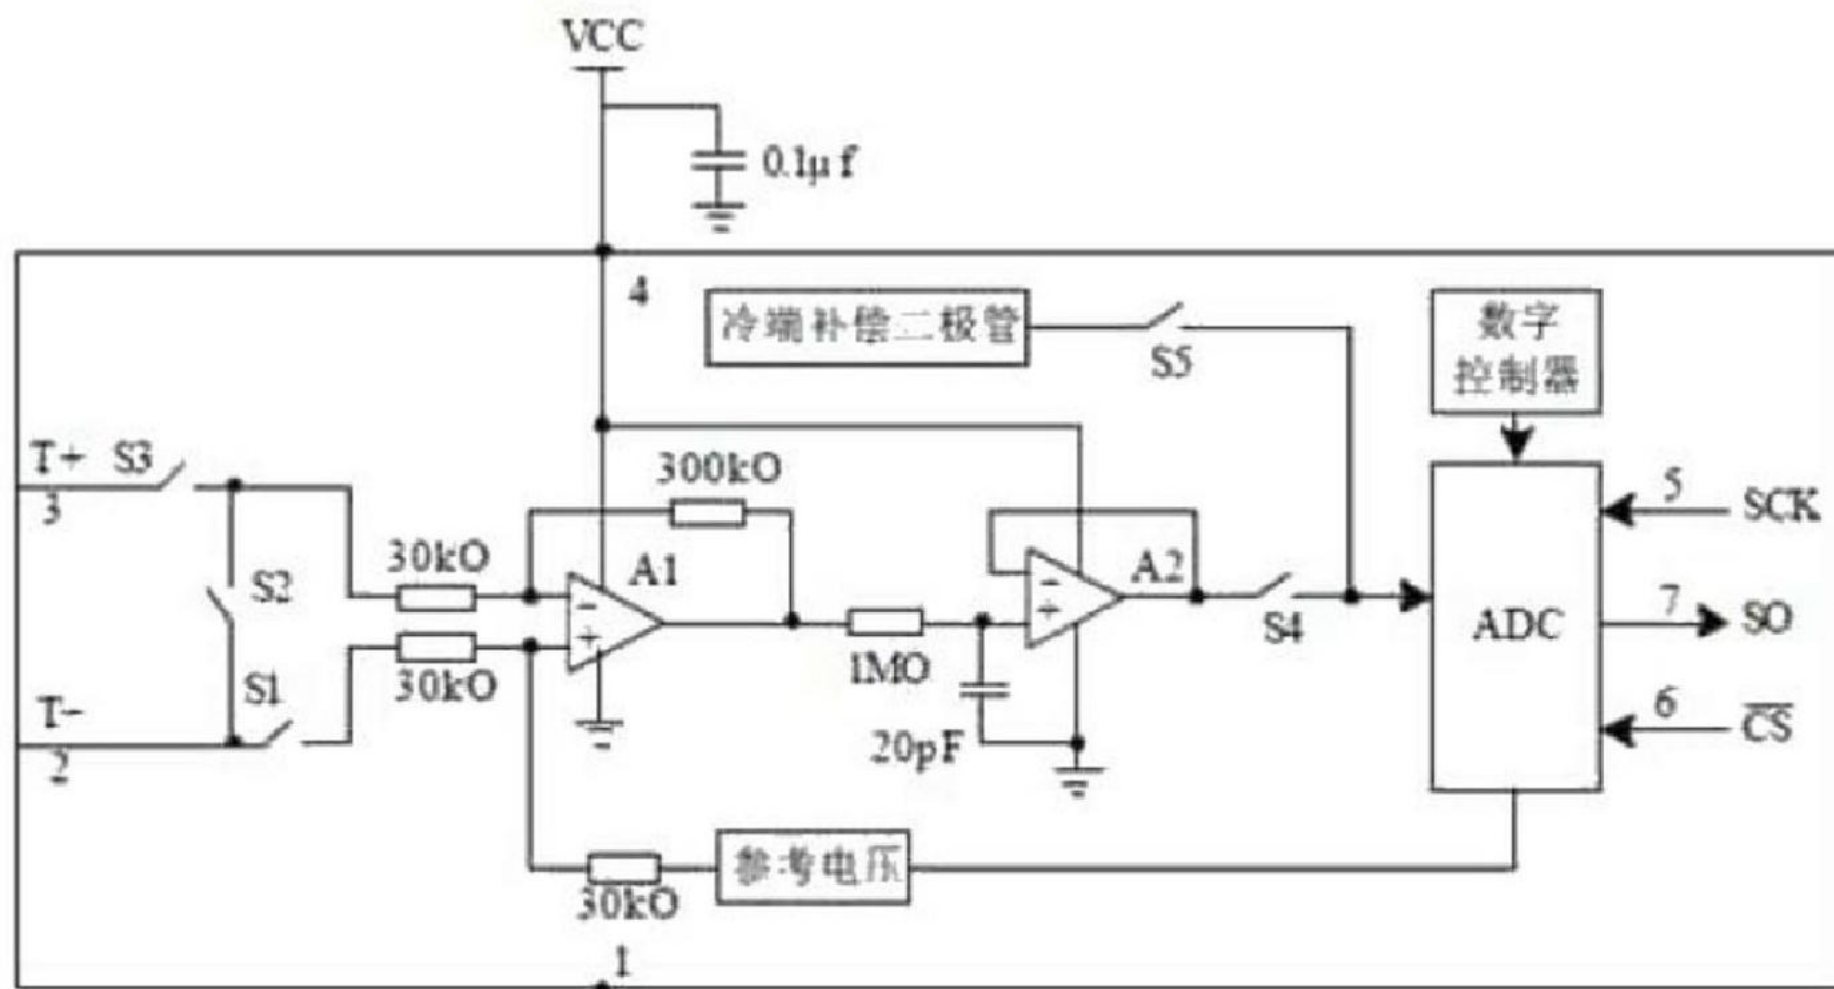 VCC
0.1μf
4
冷端补偿二极管
S5
数字
控制器
T+ S3
3
300kO
5
SCK
30kO
A1
A2
S2
S4
ADC
7
SO
30kO
1MO
S1
T-
2
20pF
6
CS
参考电压
30kO
1